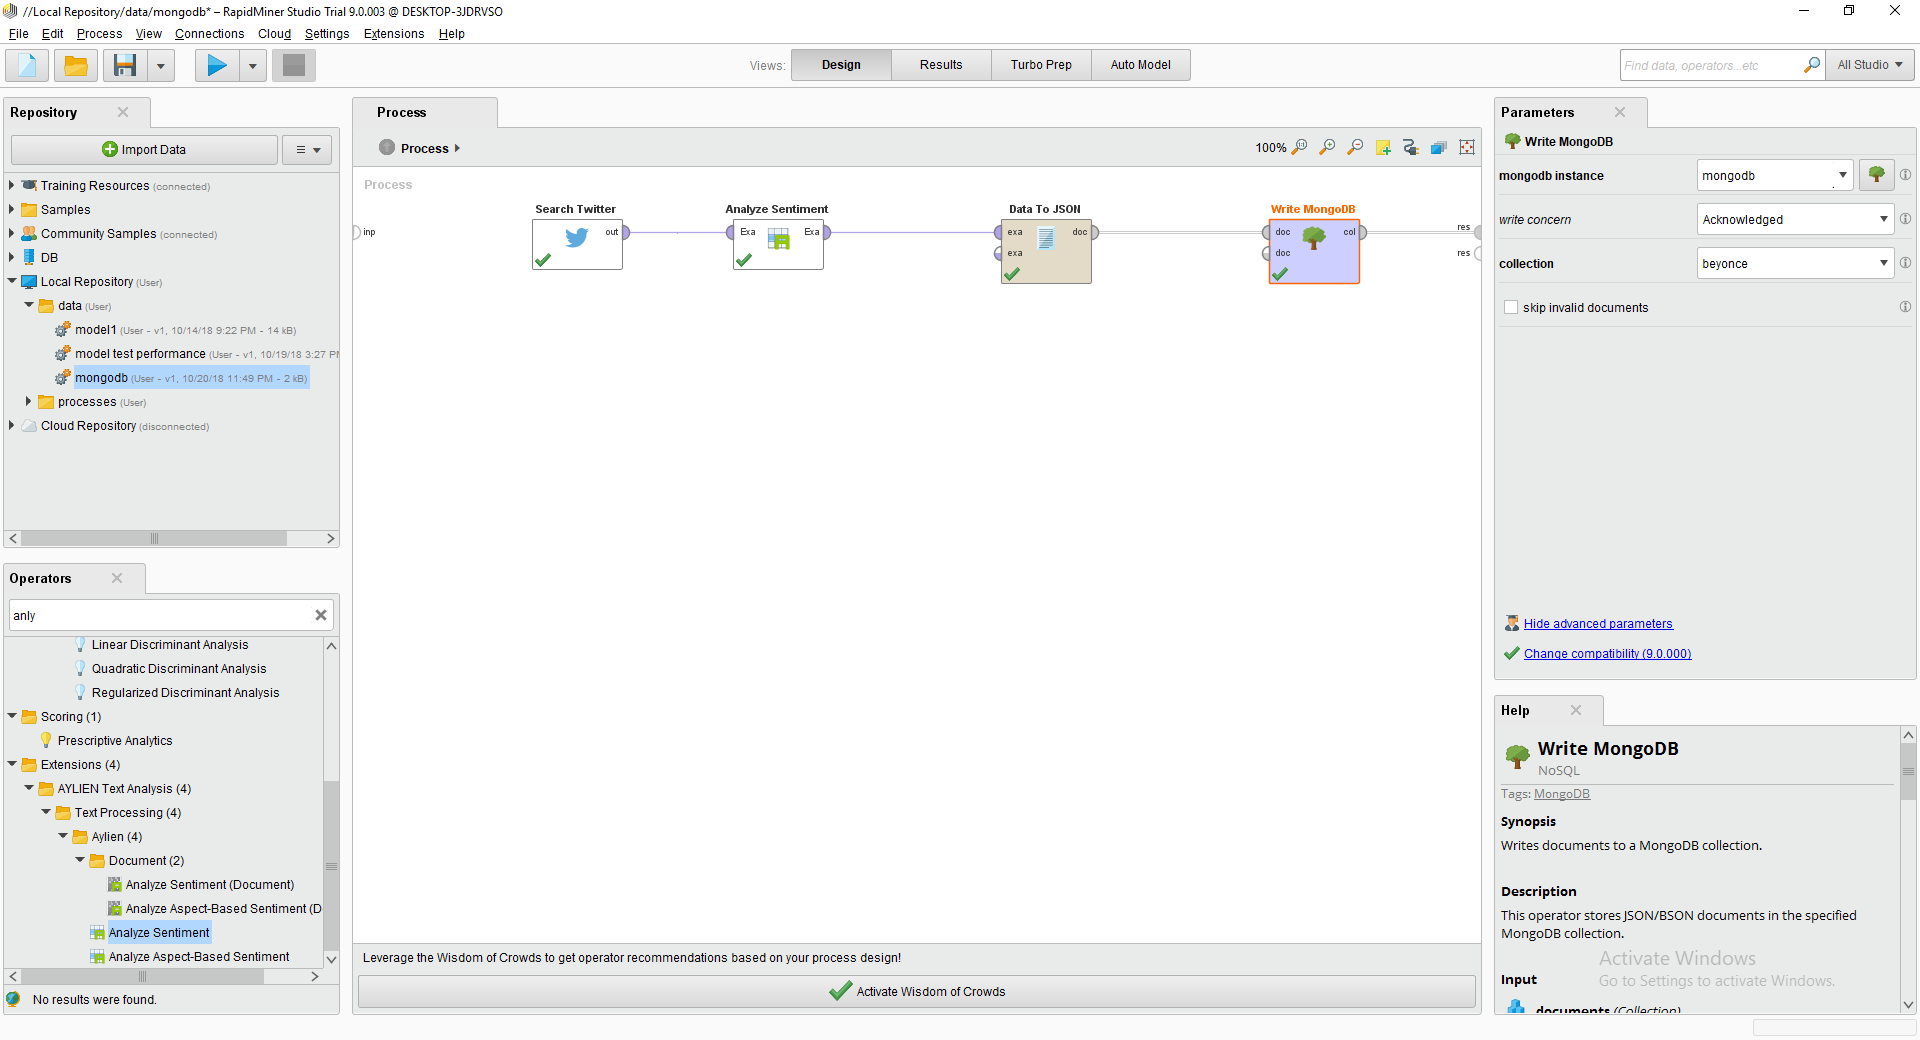 //Local Repository/data/mongodb* – RapidMiner Studio Trial 9.0.003 @ DESKTOP-3JDRVSO
File Edit Process View Connections Cloud Settings Extensions Help
Views: Design Results Turbo Prep Auto Model
Find data, operators...etc
All Studio
Repository
Import Data
Training Resources (connected)
Samples
Community Samples (connected)
DB
Local Repository (User)
data (User)
model1 (User - v1, 10/14/18 9:22 PM - 14 kB)
model test performance (User - v1, 10/19/18 3:27 PM
mongodb (User - v1, 10/20/18 11:49 PM - 2 kB)
processes (User)
Cloud Repository (disconnected)
Operators
anly
Linear Discriminant Analysis
Quadratic Discriminant Analysis
Regularized Discriminant Analysis
Scoring (1)
Prescriptive Analytics
Extensions (4)
AYLIEN Text Analysis (4)
Text Processing (4)
Aylien (4)
Document (2)
Analyze Sentiment (Document)
Analyze Aspect-Based Sentiment (D
Analyze Sentiment
Analyze Aspect-Based Sentiment
No results were found.
Process
Process
100%
Process
inp
Search Twitter
out
Analyze Sentiment
Exa Exa
Data To JSON
exa doc
exa
Write MongoDB
doc col
doc
res
res
Leverage the Wisdom of Crowds to get operator recommendations based on your process design!
Activate Wisdom of Crowds
Parameters
Write MongoDB
mongodb instance mongodb
write concern Acknowledged
collection beyonce
skip invalid documents
Hide advanced parameters
Change compatibility (9.0.000)
Help
Write MongoDB
NoSQL
Tags: MongoDB
Synopsis
Writes documents to a MongoDB collection.
Description
This operator stores JSON/BSON documents in the specified
MongoDB collection.
Activate Windows
Go to Settings to activate Windows.
Input
documents (Collection)